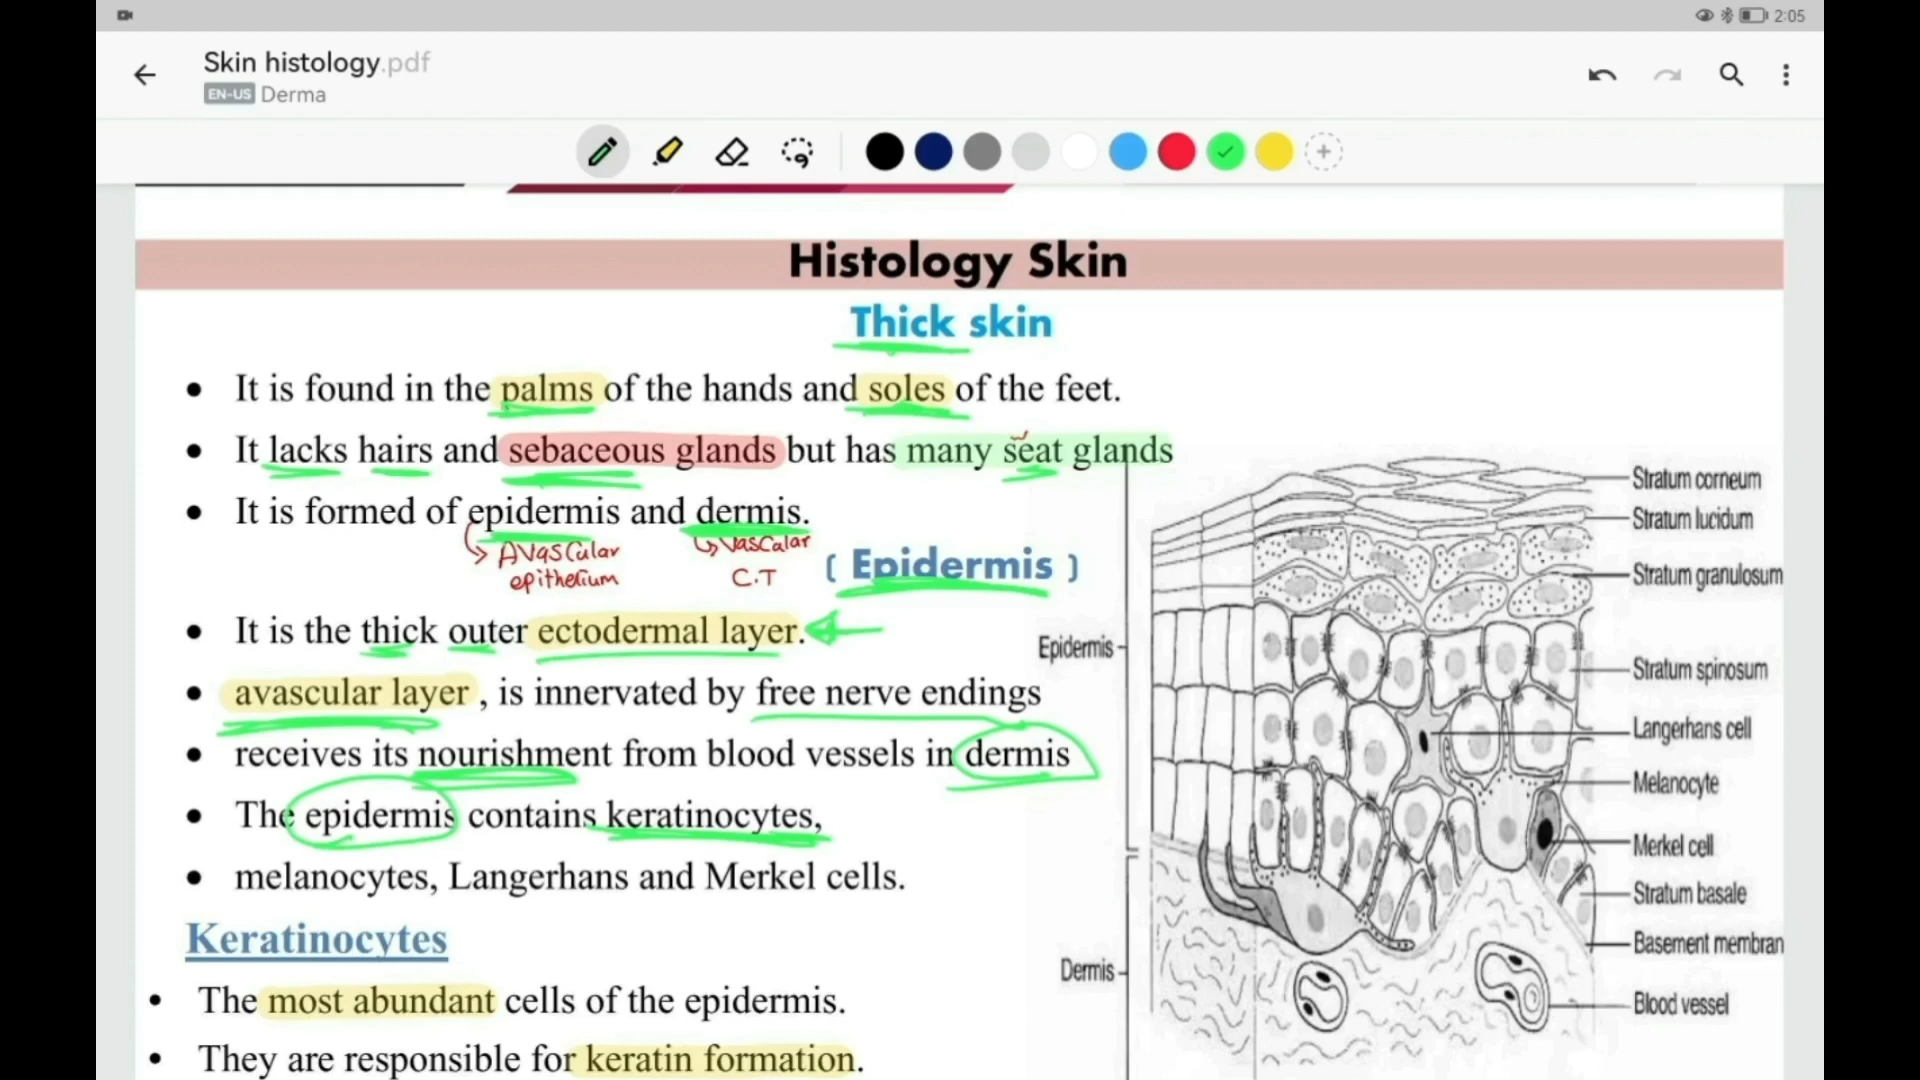 2:05
Skin histology.pdf
EN-US Derma
Histology Skin
Thick skin
• It is found in the palms of the hands and soles of the feet.
• It lacks hairs and sebaceous glands but has many seat glands
• It is formed of epidermis and dermis.
Avascular epithelium
Vascular C.T
( Epidermis )
• It is the thick outer ectodermal layer.
• avascular layer , is innervated by free nerve endings
• receives its nourishment from blood vessels in dermis
• The epidermis contains keratinocytes,
• melanocytes, Langerhans and Merkel cells.
Keratinocytes
• The most abundant cells of the epidermis.
• They are responsible for keratin formation.
Epidermis
Dermis
Stratum corneum
Stratum lucidum
Stratum granulosum
Stratum spinosum
Langerhans cell
Melanocyte
Merkel cell
Stratum basale
Basement membran
Blood vessel